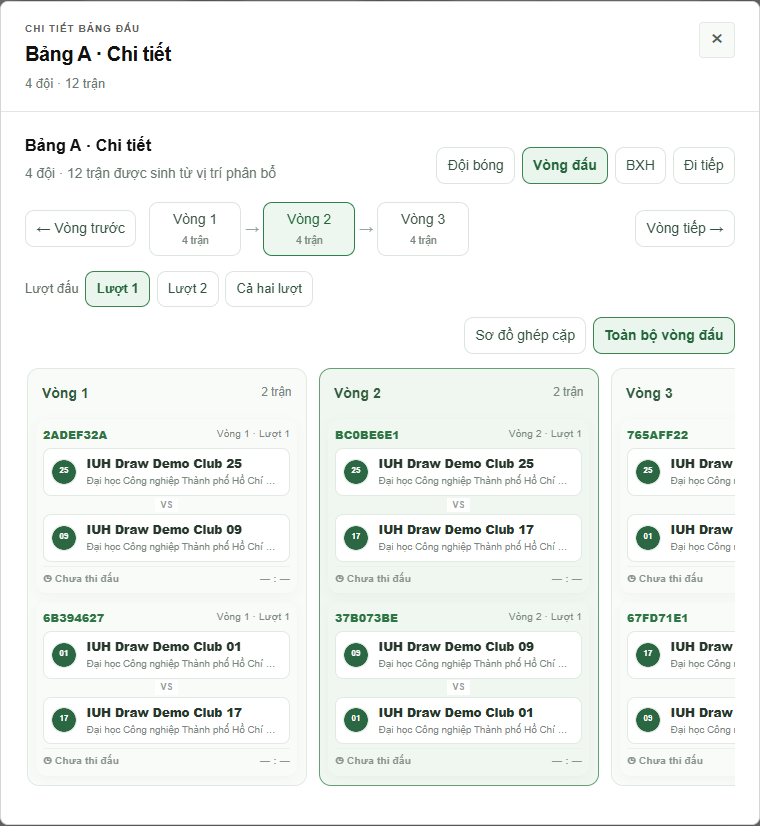 CHI TIẾT BẢNG ĐẤU
Bảng A · Chi tiết
4 đội · 12 trận
×
Bảng A · Chi tiết
4 đội · 12 trận được sinh từ vị trí phân bổ
Đội bóng
Vòng đấu
BXH
Đi tiếp
← Vòng trước
Vòng 1
4 trận
→
Vòng 2
4 trận
→
Vòng 3
4 trận
Vòng tiếp →
Lượt đấu
Lượt 1
Lượt 2
Cả hai lượt
Sơ đồ ghép cặp
Toàn bộ vòng đấu
Vòng 1
2 trận
2ADEF32A
Vòng 1 · Lượt 1
25
IUH Draw Demo Club 25
Đại học Công nghiệp Thành phố Hồ Chí ...
VS
09
IUH Draw Demo Club 09
Đại học Công nghiệp Thành phố Hồ Chí ...
Chưa thi đấu
— : —
6B394627
Vòng 1 · Lượt 1
01
IUH Draw Demo Club 01
Đại học Công nghiệp Thành phố Hồ Chí ...
VS
17
IUH Draw Demo Club 17
Đại học Công nghiệp Thành phố Hồ Chí ...
Chưa thi đấu
— : —
Vòng 2
2 trận
BC0BE6E1
Vòng 2 · Lượt 1
25
IUH Draw Demo Club 25
Đại học Công nghiệp Thành phố Hồ Chí ...
VS
17
IUH Draw Demo Club 17
Đại học Công nghiệp Thành phố Hồ Chí ...
Chưa thi đấu
— : —
37B073BE
Vòng 2 · Lượt 1
09
IUH Draw Demo Club 09
Đại học Công nghiệp Thành phố Hồ Chí ...
VS
01
IUH Draw Demo Club 01
Đại học Công nghiệp Thành phố Hồ Chí ...
Chưa thi đấu
— : —
Vòng 3
765AFF22
25
IUH Draw
Đại học Công
01
IUH Draw
Đại học Công
Chưa thi đấu
67FD71E1
17
IUH Draw
Đại học Công
09
IUH Draw
Đại học Công
Chưa thi đấu